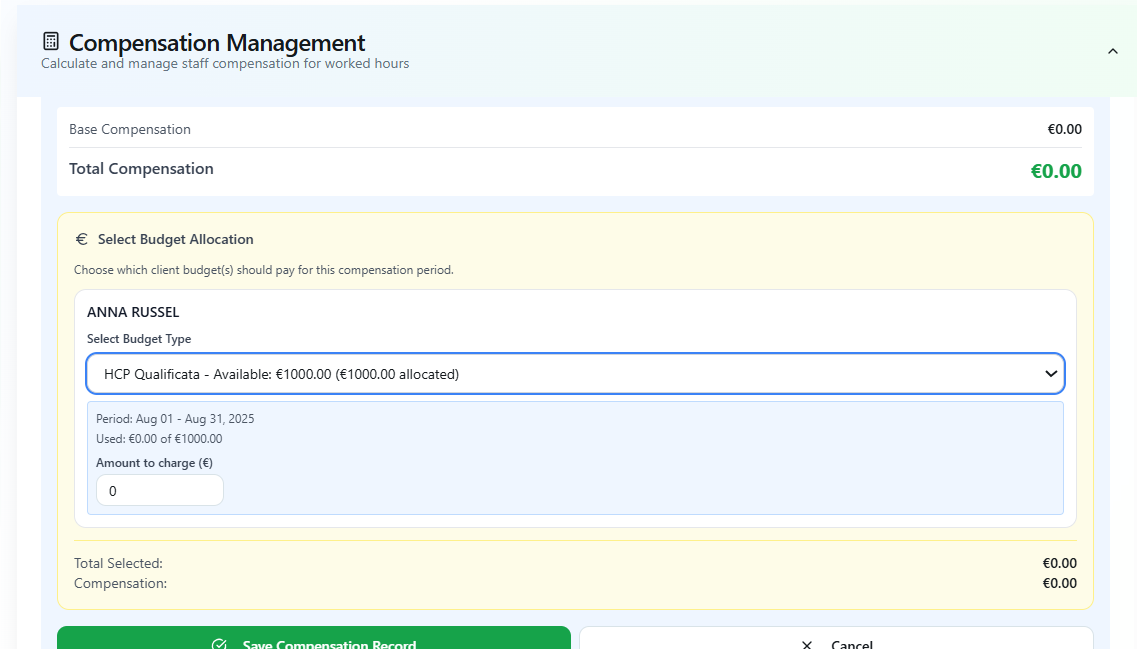 Compensation Management
Calculate and manage staff compensation for worked hours
Base Compensation €0.00
Total Compensation €0.00
€ Select Budget Allocation
Choose which client budget(s) should pay for this compensation period.
ANNA RUSSEL
Select Budget Type
HCP Qualificata - Available: €1000.00 (€1000.00 allocated)
Period: Aug 01 - Aug 31, 2025
Used: €0.00 of €1000.00
Amount to charge (€)
0
Total Selected: €0.00
Compensation: €0.00
Save Compensation Record Cancel